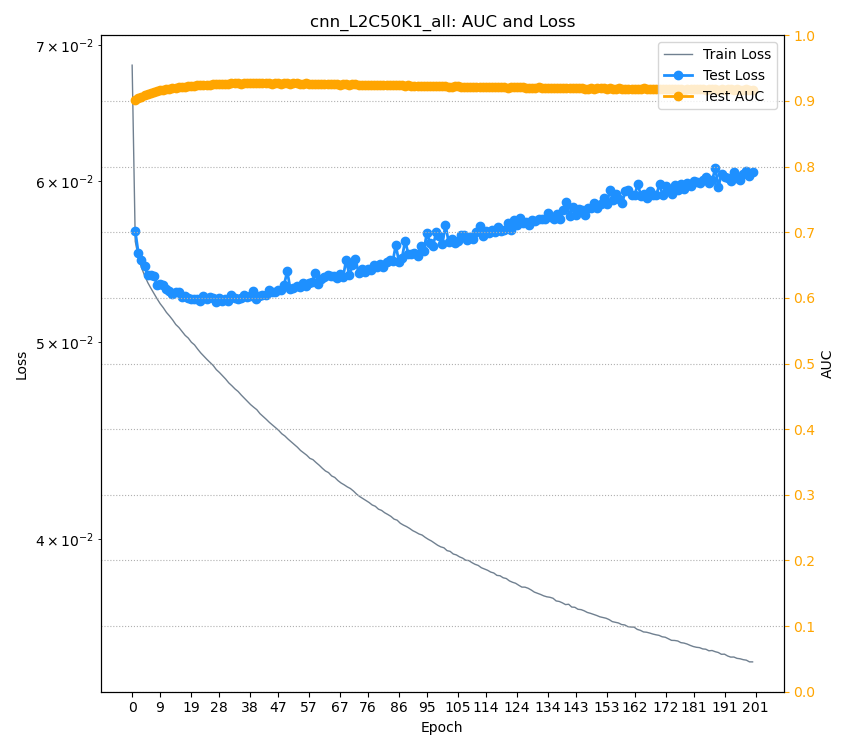 cnn_L2C50K1_all: AUC and Loss
7 × 10⁻²
6 × 10⁻²
5 × 10⁻²
4 × 10⁻²
Loss
Train Loss
Test Loss
Test AUC
1.0
0.9
0.8
0.7
0.6
0.5
0.4
0.3
0.2
0.1
0.0
AUC
0 9 19 28 38 47 57 67 76 86 95 105 114 124 134 143 153 162 172 181 191 201
Epoch